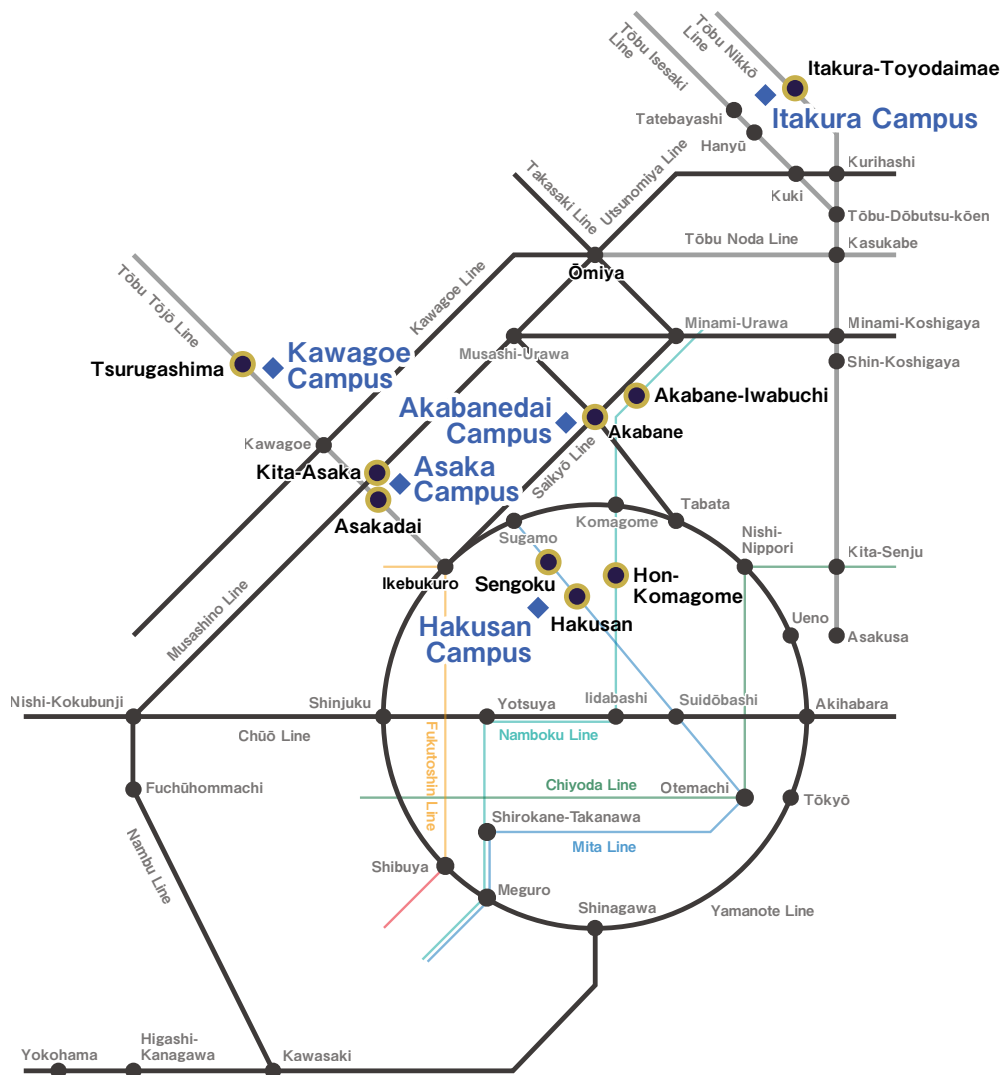 Tōbu Isesaki
Line
Tōbu Nikkō
Line
Itakura-Toyodaimae
Itakura Campus
Tatebayashi
Hanyū
Takasaki Line
Utsunomiya Line
Kurihashi
Kuki
Tōbu-Dōbutsu-kōen
Tōbu Noda Line
Kasukabe
Ōmiya
Tōbu Tōjō Line
Kawagoe Line
Minami-Urawa
Minami-Koshigaya
Musashi-Urawa
Shin-Koshigaya
Tsurugashima
Kawagoe
Campus
Akabanedai
Campus
Akabane-Iwabuchi
Akabane
Kawagoe
Kita-Asaka
Asaka
Campus
Saikyō Line
Asakadai
Komagome
Tabata
Sugamo
Nishi-
Nippori
Kita-Senju
Ikebukuro
Sengoku
Hon-
Komagome
Hakusan
Hakusan
Campus
Ueno
Asakusa
Musashino Line
Nishi-Kokubunji
Shinjuku
Yotsuya
Iidabashi
Suidōbashi
Akihabara
Chūō Line
Fukutoshin Line
Namboku Line
Fuchūhommachi
Chiyoda Line
Otemachi
Tōkyō
Shirokane-Takanawa
Mita Line
Nambu Line
Shibuya
Meguro
Shinagawa
Yamanote Line
Yokohama
Higashi-
Kanagawa
Kawasaki